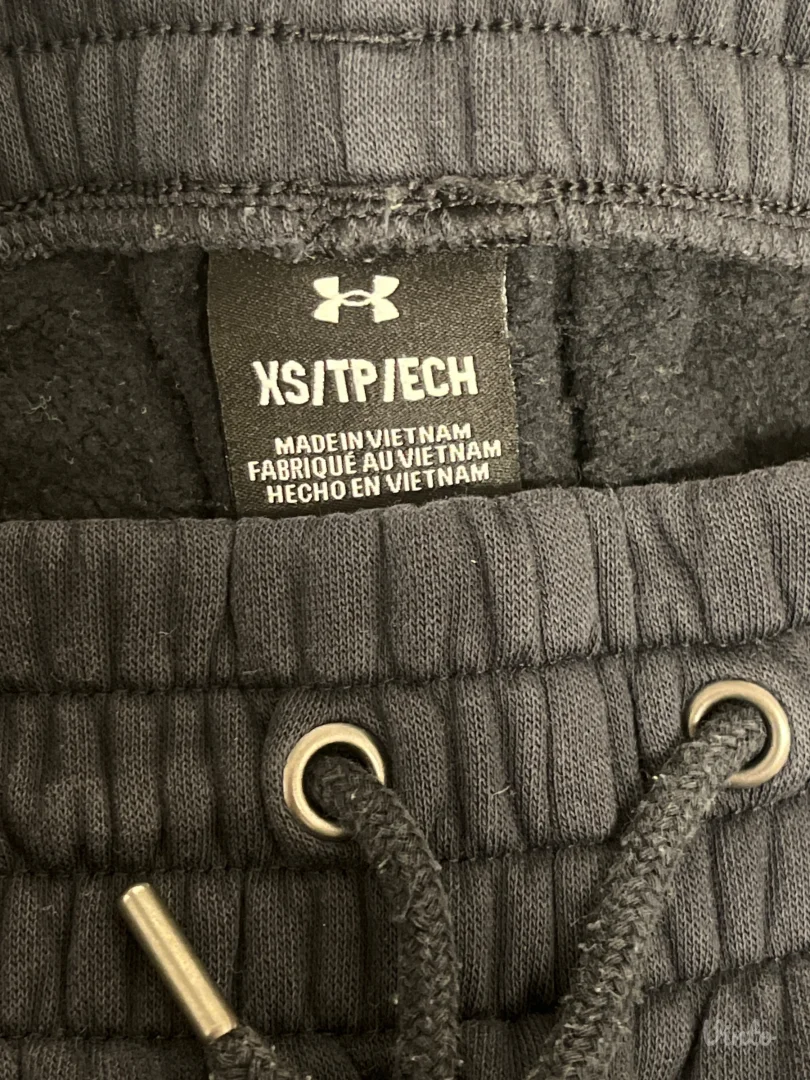 XS/TP/ECH
MADE IN VIETNAM
FABRIQUÉ AU VIETNAM
HECHO EN VIETNAM